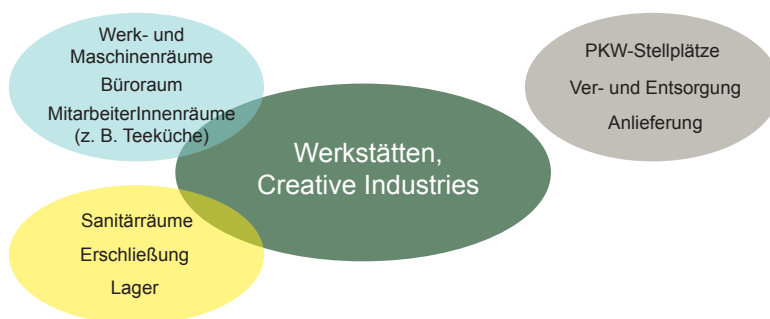 Werk- und
Maschinenräume
Büroraum
MitarbeiterInnenräume
(z. B. Teeküche)
PKW-Stellplätze
Ver- und Entsorgung
Anlieferung
Werkstätten,
Creative Industries
Sanitärräume
Erschließung
Lager